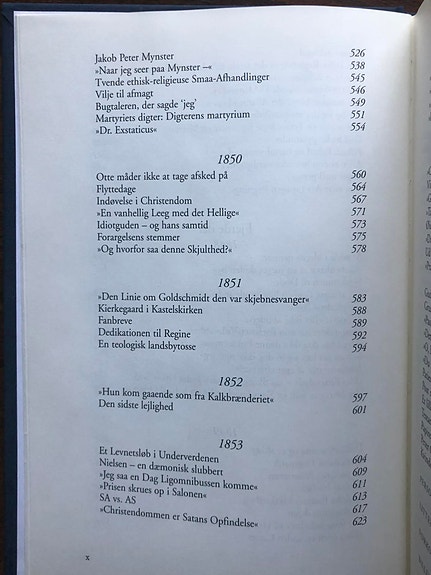 Jakob Peter Mynster 526
»Naar jeg seer paa Mynster –« 538
Tvende ethisk-religieuse Smaa-Afhandlinger 545
Vilje til afmagt 546
Bugtaleren, der sagde 'jeg' 549
Martyriets digter: Digterens martyrium 551
»Dr. Exstaticus« 554
1850
Otte måder ikke at tage afsked på 560
Flyttedage 564
Indøvelse i Christendom 567
»En vanhellig Leeg med det Hellige« 571
Idiotguden – og hans samtid 573
Forargelsens stemmer 575
»Og hvorfor saa denne Skjulthed?« 578
1851
»Den Linie om Goldschmidt den var skjebnesvanger« 583
Kierkegaard i Kastelskirken 588
Fanbreve 589
Dedikationen til Regine 592
En teologisk landsbytosse 594
1852
»Hun kom gaaende som fra Kalkbrænderiet« 597
Den sidste lejlighed 601
1853
Et Levnetsløb i Underverdenen 604
Nielsen – en dæmonisk slubbert 609
»Jeg saa en Dag Ligomnibussen komme« 611
»Prisen skrues op i Salonen« 613
SA vs. AS 617
»Christendommen er Satans Opfindelse« 623
x